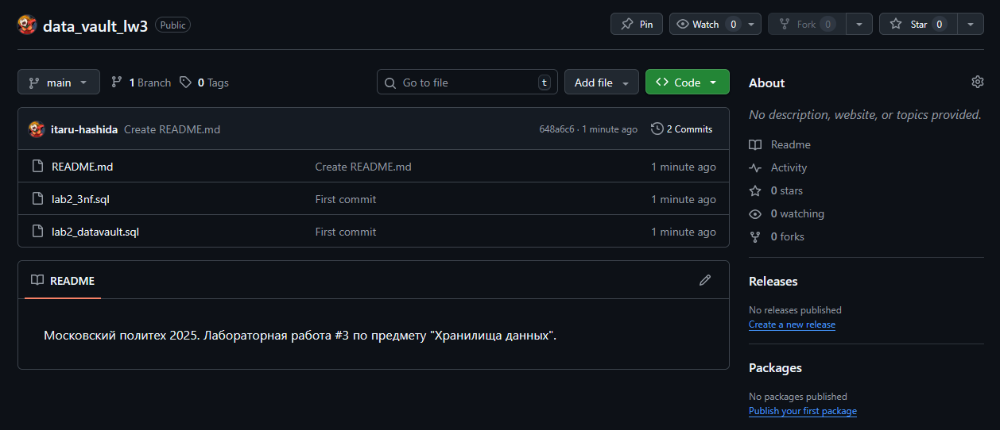 data_vault_lw3 Public Pin Watch 0 Fork 0 Star 0
main 1 Branch 0 Tags Go to file t Add file Code
itaru-hashida Create README.md 648a6c6 · 1 minute ago 2 Commits
README.md Create README.md 1 minute ago
lab2_3nf.sql First commit 1 minute ago
lab2_datavault.sql First commit 1 minute ago
README
Московский политех 2025. Лабораторная работа #3 по предмету "Хранилища данных".
About
No description, website, or topics provided.
Readme
Activity
0 stars
0 watching
0 forks
Releases
No releases published
Create a new release
Packages
No packages published
Publish your first package